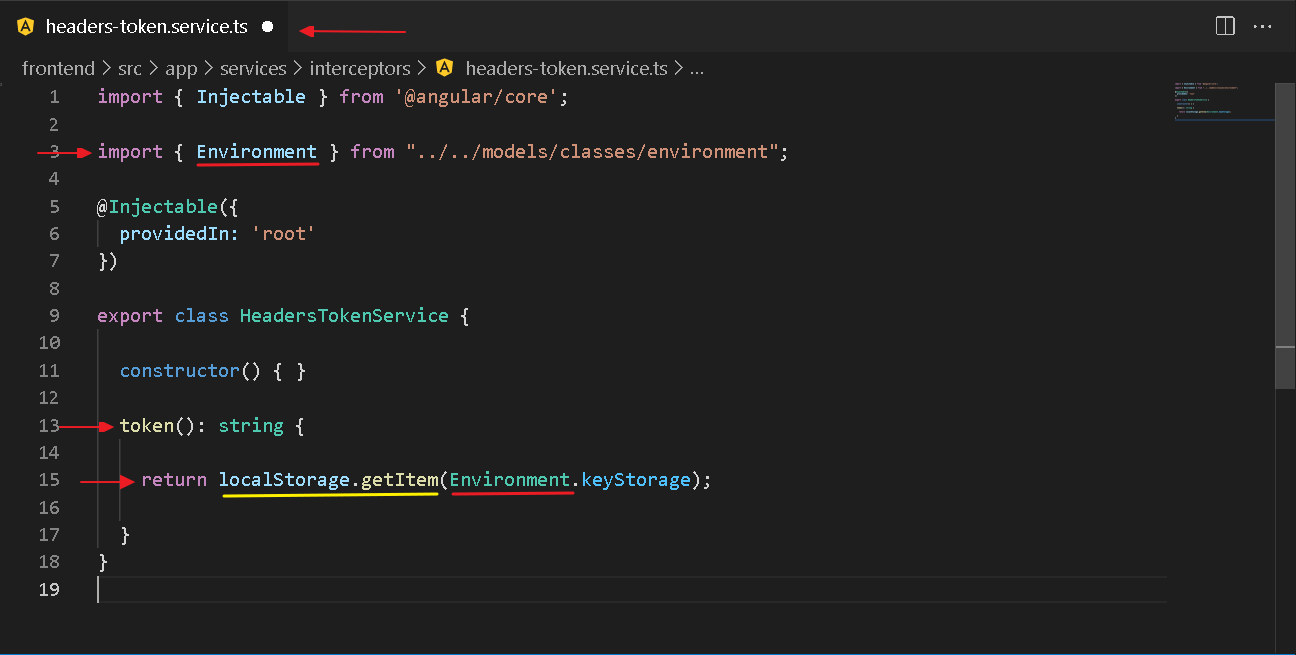 headers-token.service.ts
frontend > src > app > services > interceptors > headers-token.service.ts > ...
1 import { Injectable } from '@angular/core';
2
3 import { Environment } from "../../models/classes/environment";
4
5 @Injectable({
6 providedIn: 'root'
7 })
8
9 export class HeadersTokenService {
10
11 constructor() { }
12
13 token(): string {
14
15 return localStorage.getItem(Environment.keyStorage);
16
17 }
18 }
19